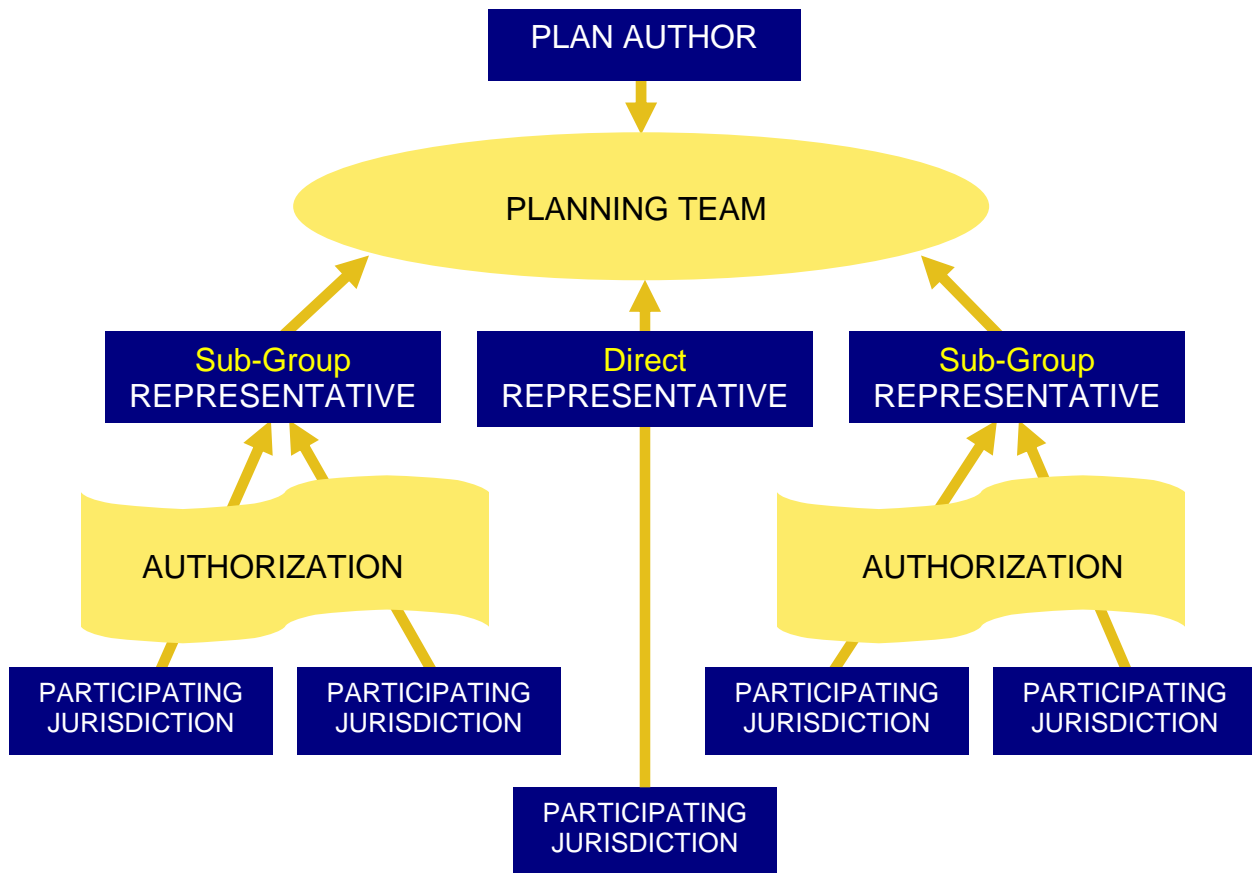 PLAN AUTHOR
PLANNING TEAM
Sub-Group
REPRESENTATIVE
Direct
REPRESENTATIVE
Sub-Group
REPRESENTATIVE
AUTHORIZATION
AUTHORIZATION
PARTICIPATING
JURISDICTION
PARTICIPATING
JURISDICTION
PARTICIPATING
JURISDICTION
PARTICIPATING
JURISDICTION
PARTICIPATING
JURISDICTION